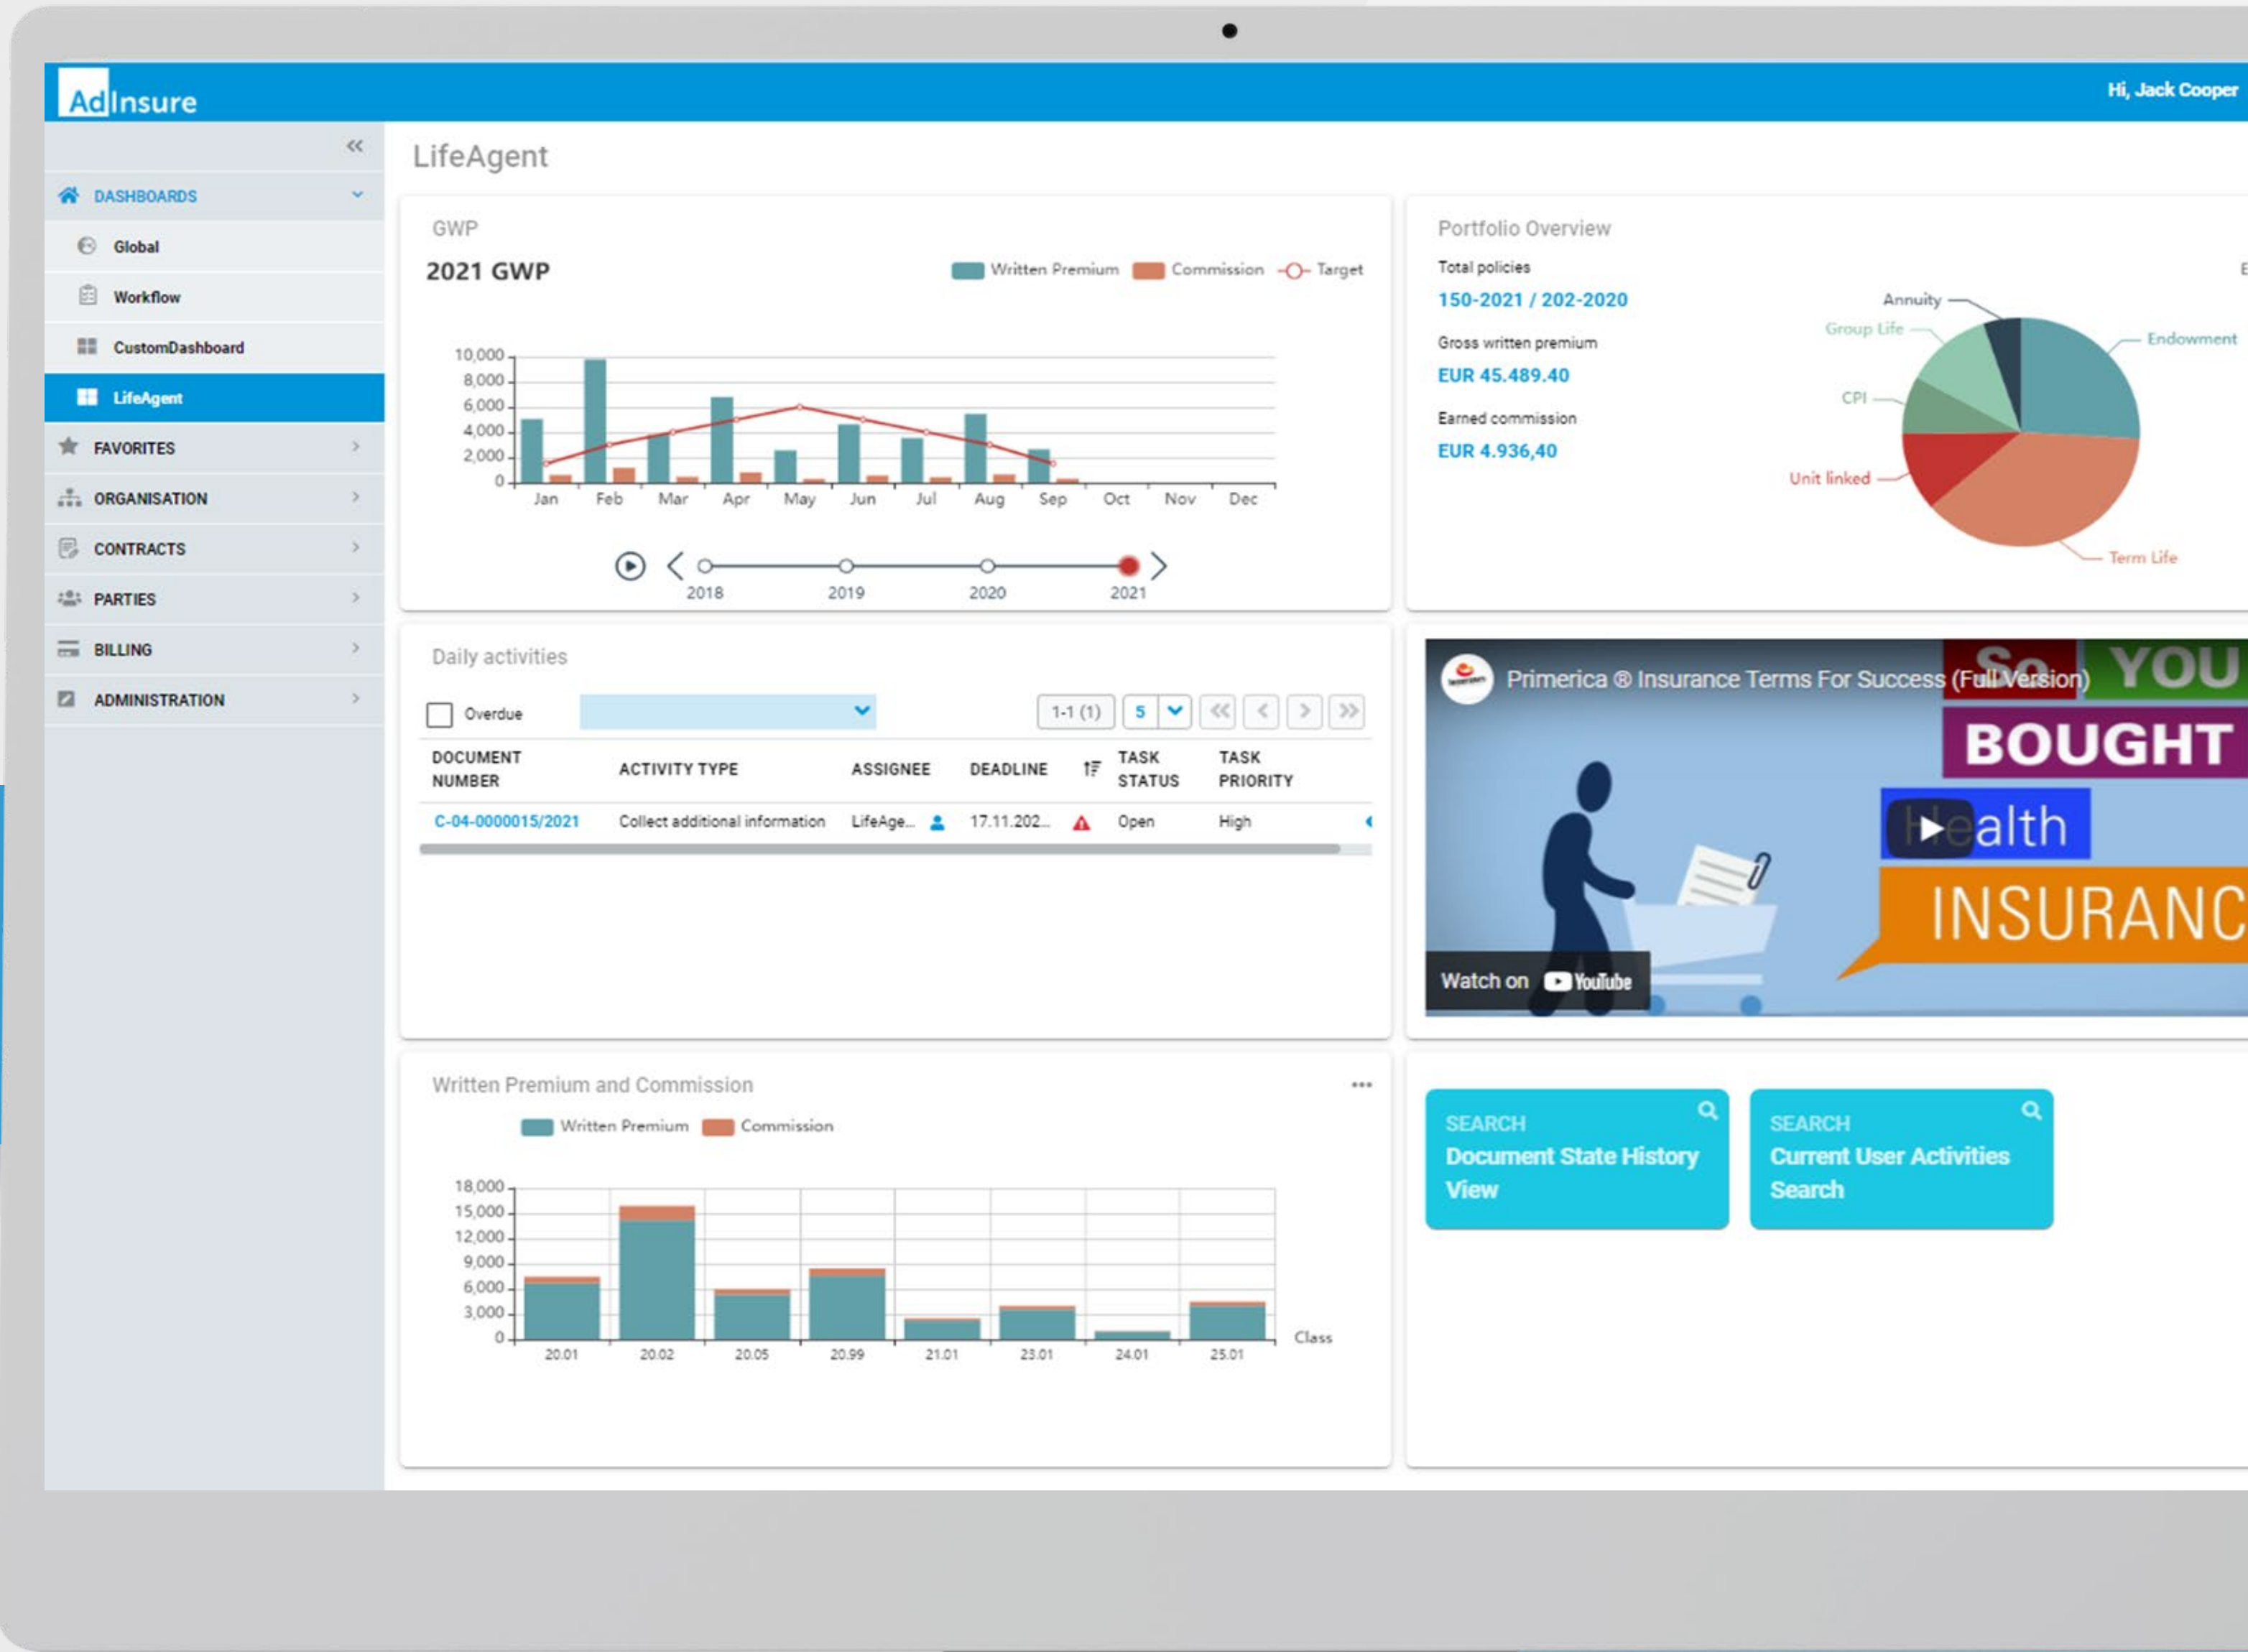 AdInsure
Hi, Jack Cooper
DASHBOARDS
Global
Workflow
CustomDashboard
LifeAgent
FAVORITES
ORGANISATION
CONTRACTS
PARTIES
BILLING
ADMINISTRATION
LifeAgent
GWP
2021 GWP
Written Premium Commission Target
10,000
8,000
6,000
4,000
2,000
0
Jan Feb Mar Apr May Jun Jul Aug Sep Oct Nov Dec
2018 2019 2020 2021
Portfolio Overview
Total policies
150-2021 / 202-2020
Gross written premium
EUR 45.489.40
Earned commission
EUR 4.936,40
Annuity
Group Life
Endowment
CPI
Unit linked
Term Life
Daily activities
Overdue
1-1 (1) 5
DOCUMENT NUMBER ACTIVITY TYPE ASSIGNEE DEADLINE TASK STATUS TASK PRIORITY
C-04-0000015/2021 Collect additional information LifeAge... 17.11.202... Open High
Primerica ® Insurance Terms For Success (Full Version)
So YOU
BOUGHT
Health
INSURANC
Watch on YouTube
Written Premium and Commission
Written Premium Commission
18,000
15,000
12,000
9,000
6,000
3,000
0
20.01 20.02 20.05 20.99 21.01 23.01 24.01 25.01
Class
SEARCH
Document State History
View
SEARCH
Current User Activities
Search